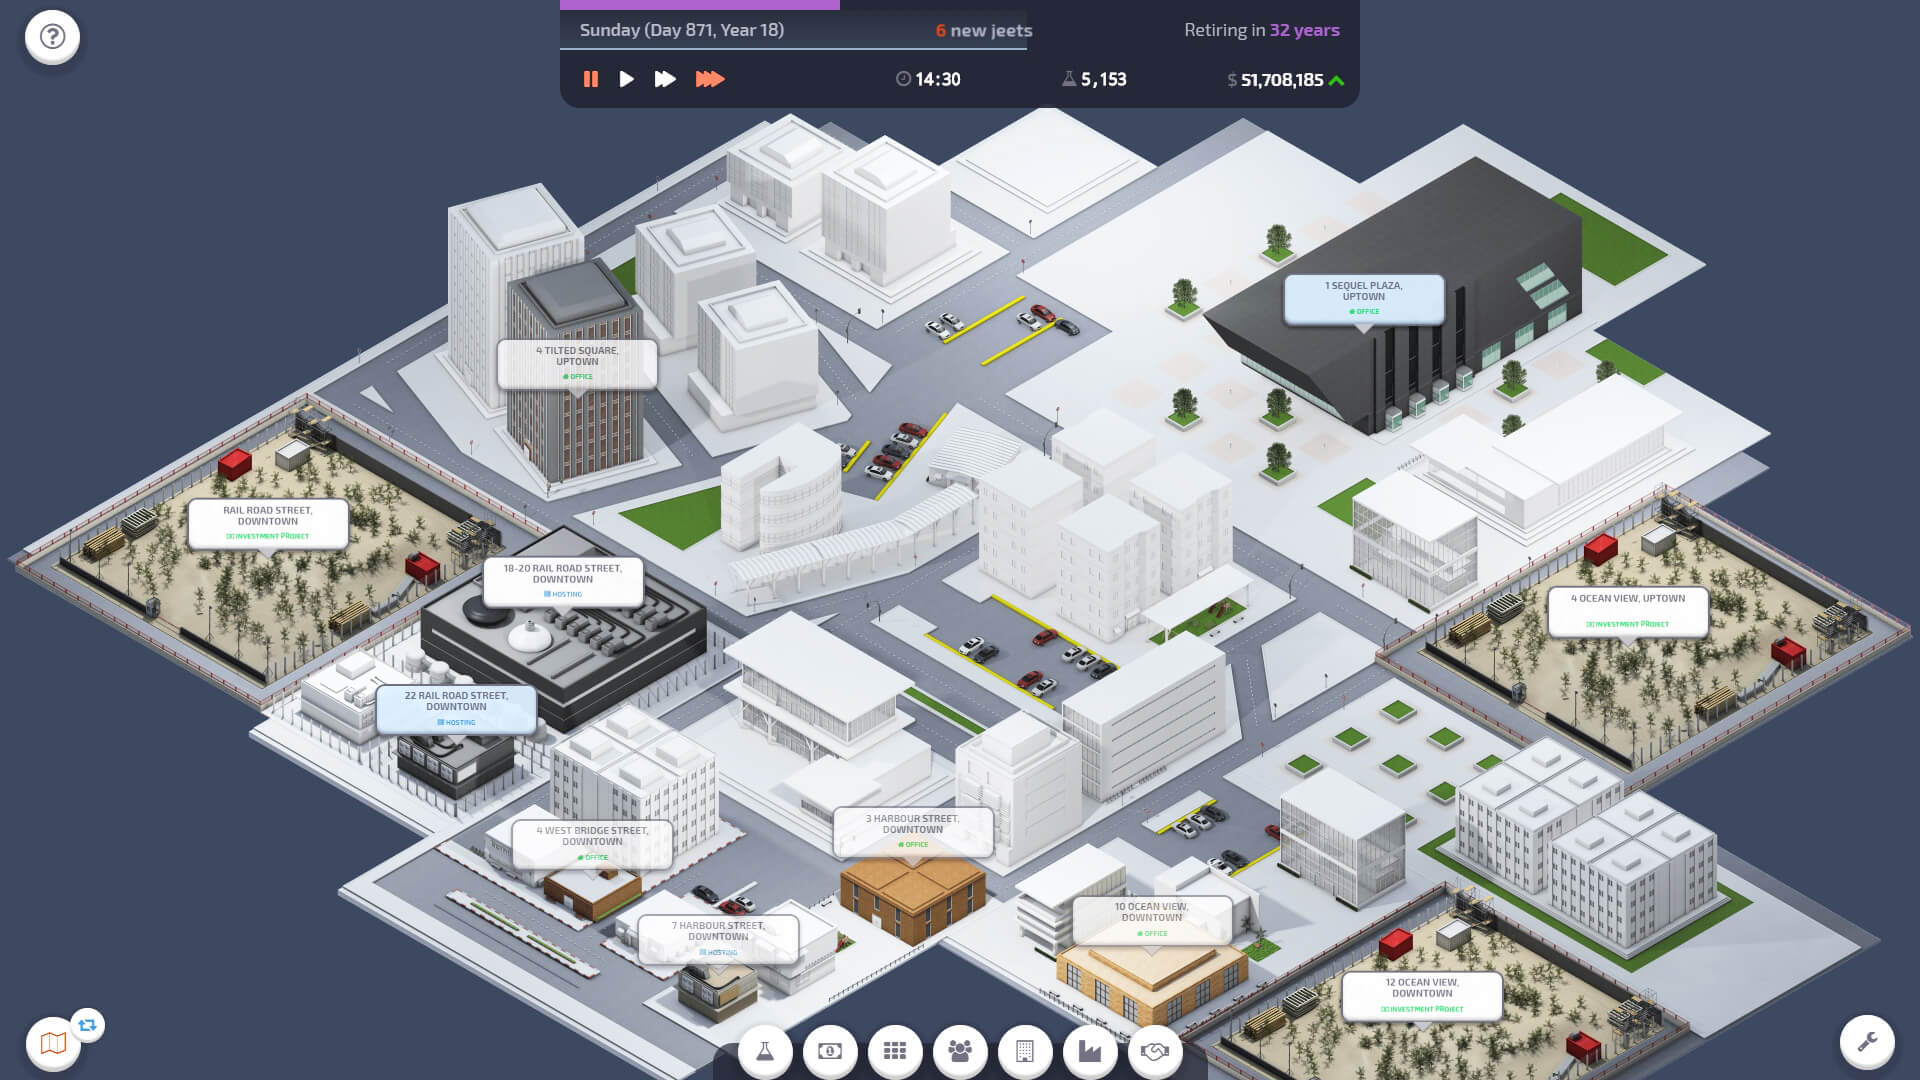 Sunday (Day 871, Year 18)
6 new jeets
Retiring in 32 years
14:30
5,153
$ 51,708,185
1 SEQUEL PLAZA,
UPTOWN
OFFICE
4 TILTED SQUARE,
UPTOWN
OFFICE
RAIL ROAD STREET,
DOWNTOWN
INVESTMENT PROJECT
18-20 RAIL ROAD STREET,
DOWNTOWN
HOSTING
4 OCEAN VIEW, UPTOWN
INVESTMENT PROJECT
22 RAIL ROAD STREET,
DOWNTOWN
HOSTING
4 WEST BRIDGE STREET,
DOWNTOWN
OFFICE
3 HARBOUR STREET,
DOWNTOWN
OFFICE
7 HARBOUR STREET,
DOWNTOWN
HOSTING
10 OCEAN VIEW,
DOWNTOWN
OFFICE
12 OCEAN VIEW,
DOWNTOWN
INVESTMENT PROJECT